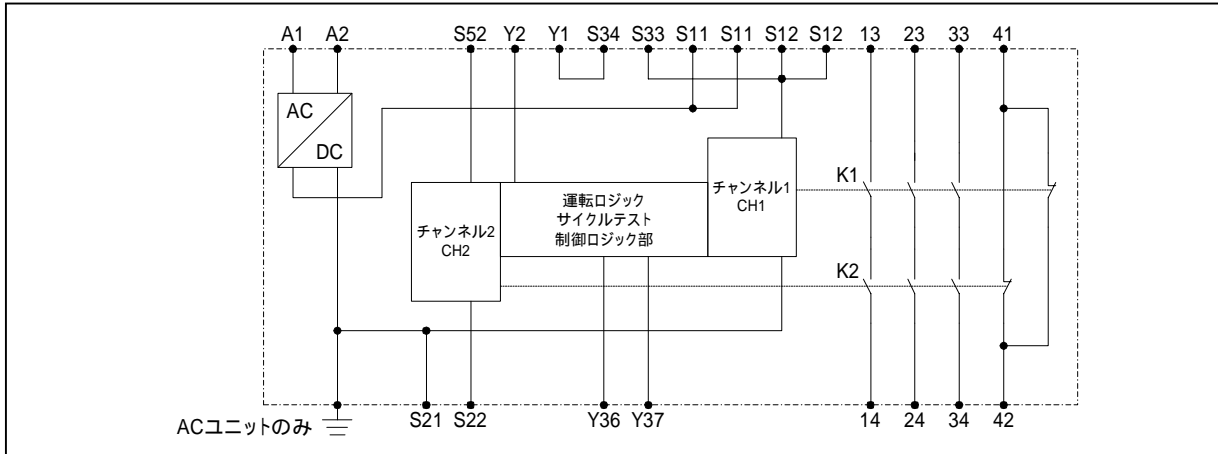 A1 A2 S52 Y2 Y1 S34 S33 S11 S11 S12 S12 13 23 33 41
AC
DC
チャンネル1
CH1
K1
運転ロジック
サイクルテスト
制御ロジック部
チャンネル2
CH2
K2
ACユニットのみ
S21 S22 Y36 Y37 14 24 34 42